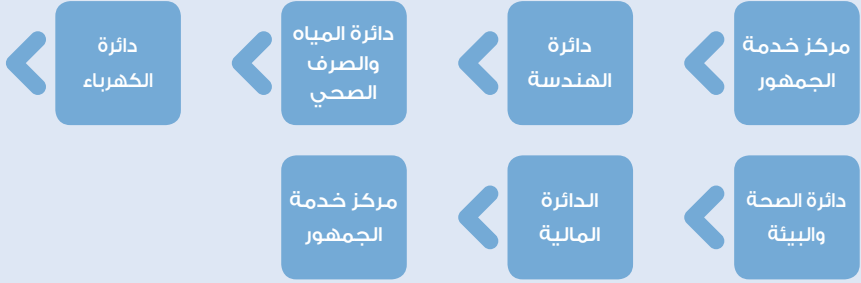 مركز خدمة
الجمهور
دائرة
الهندسة
دائرة المياه
والصرف
الصحي
دائرة
الكهرباء
دائرة الصحة
والبيئة
الدائرة
المالية
مركز خدمة
الجمهور